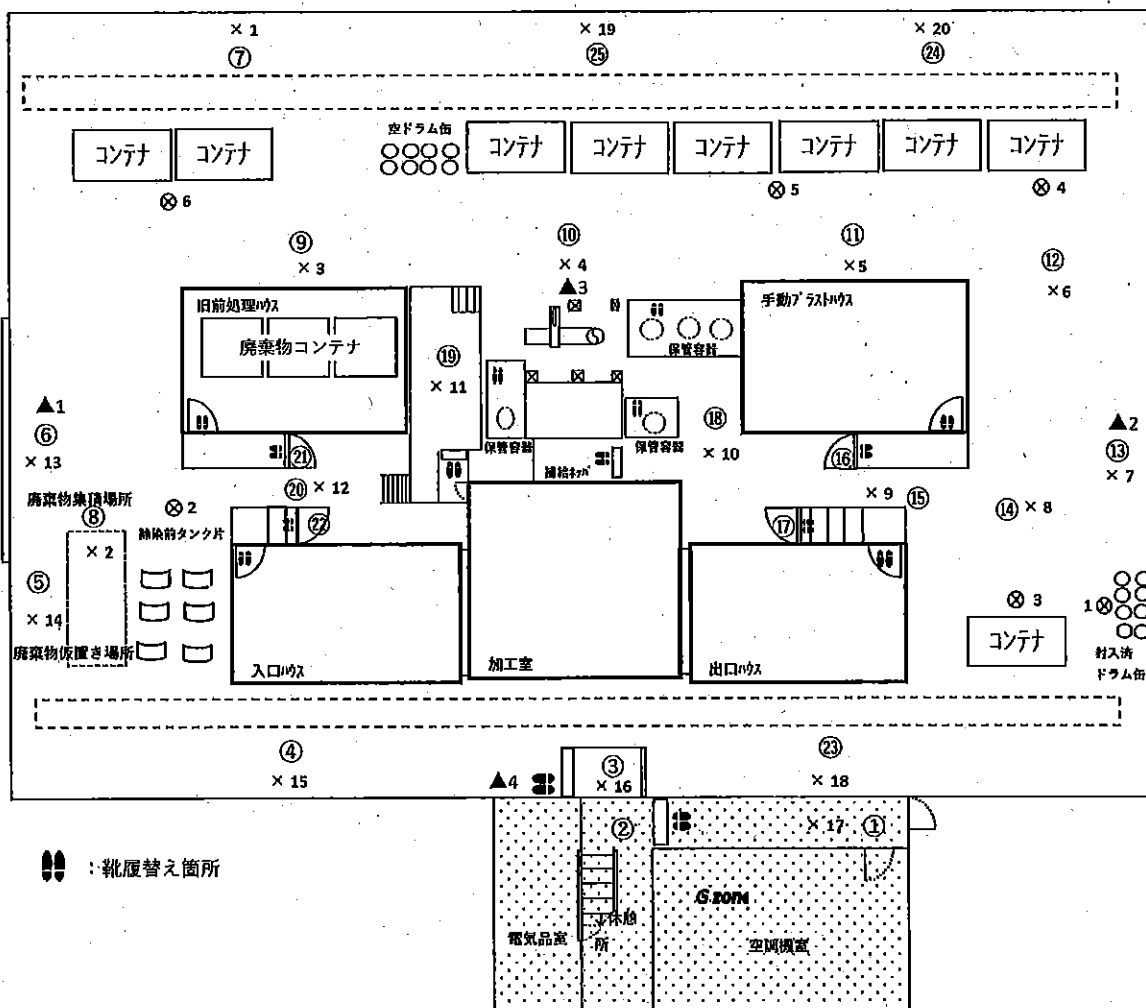 × 1
× 19
× 20
⑦
㉕
㉔
空ドラム缶
コンテナ
コンテナ
コンテナ
コンテナ
コンテナ
コンテナ
コンテナ
コンテナ
⊗ 6
⊗ 5
⊗ 4
⑨
⑩
⑪
⑫
× 3
× 4
× 5
× 6
▲3
旧前処理ハウス
手動ブラストハウス
廃棄物コンテナ
保管容器
⑲
× 11
▲1
⑥
× 13
⑱
× 10
▲2
⑬
× 7
保管容器
保管容器
補給ホッパ
㉑
⑯
⑳
× 12
× 9
⑮
廃棄物集積場所
⑧
⊗ 2
除染前タンク片
㉒
⑰
⑭
× 8
× 2
⑤
× 14
⊗ 3
1 ⊗
コンテナ
廃棄物仮置き場所
入口ハウス
加工室
出口ハウス
封入済
ドラム缶
④
× 15
▲4
③
× 16
㉓
× 18
②
× 17
①
:靴履替え箇所
G zone
電気品室
休憩
所
空調機室